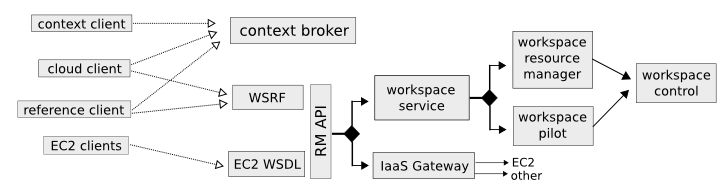 context client
cloud client
reference client
EC2 clients
context broker
WSRF
EC2 WSDL
RM API
workspace
service
IaaS Gateway
workspace
resource
manager
workspace
pilot
EC2
other
workspace
control